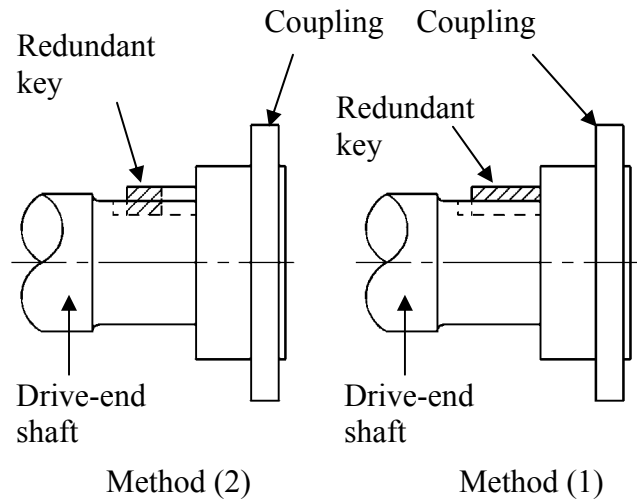 Redundant
key
Coupling
Coupling
Redundant
key
Drive-end
shaft
Drive-end
shaft
Method (2)
Method (1)